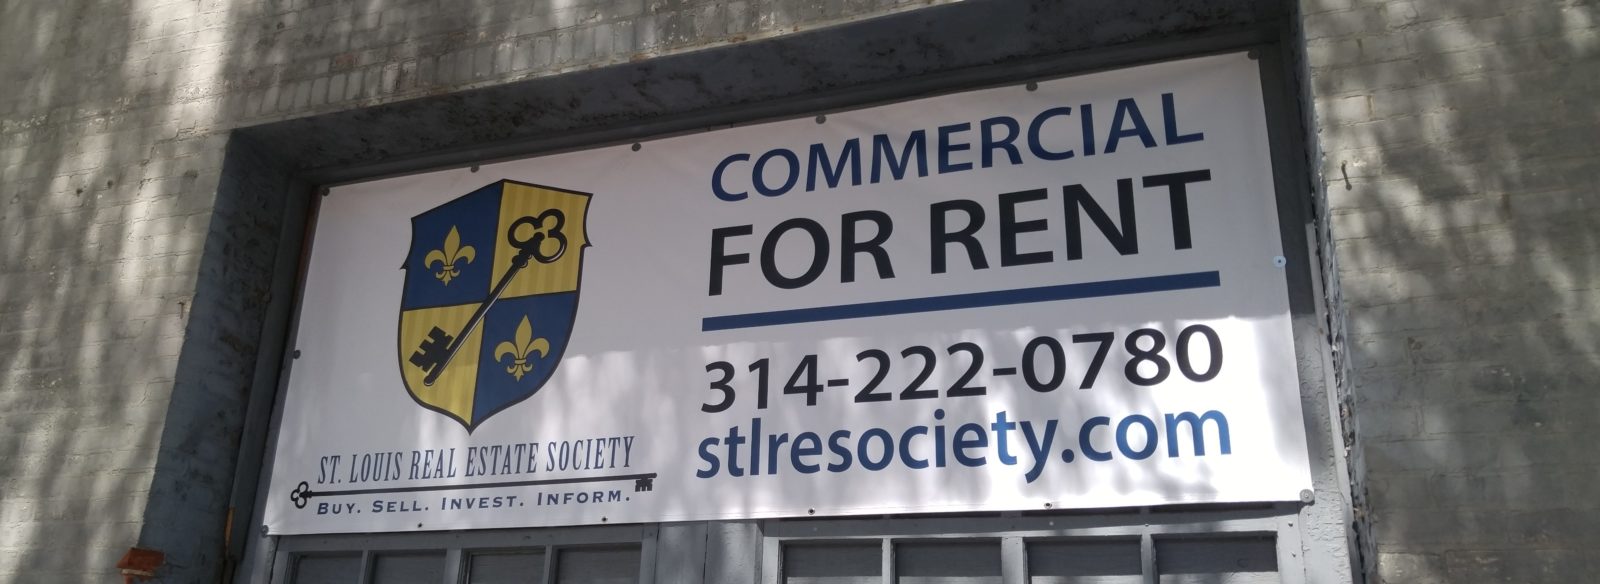 ST. LOUIS REAL ESTATE SOCIETY
BUY. SELL. INVEST. INFORM.
COMMERCIAL
FOR RENT
314-222-0780
stlresociety.com